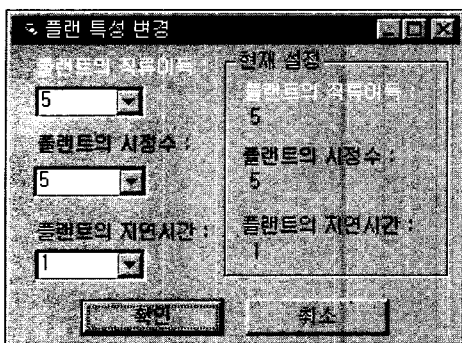 플랜 특성 변경
플랜트의 직류이득 :
5
플랜트의 시정수 :
5
플랜트의 지연시간 :
1
현재 설정
플랜트의 직류이득 :
5
플랜트의 시정수 :
5
플랜트의 지연시간 :
1
확인
취소